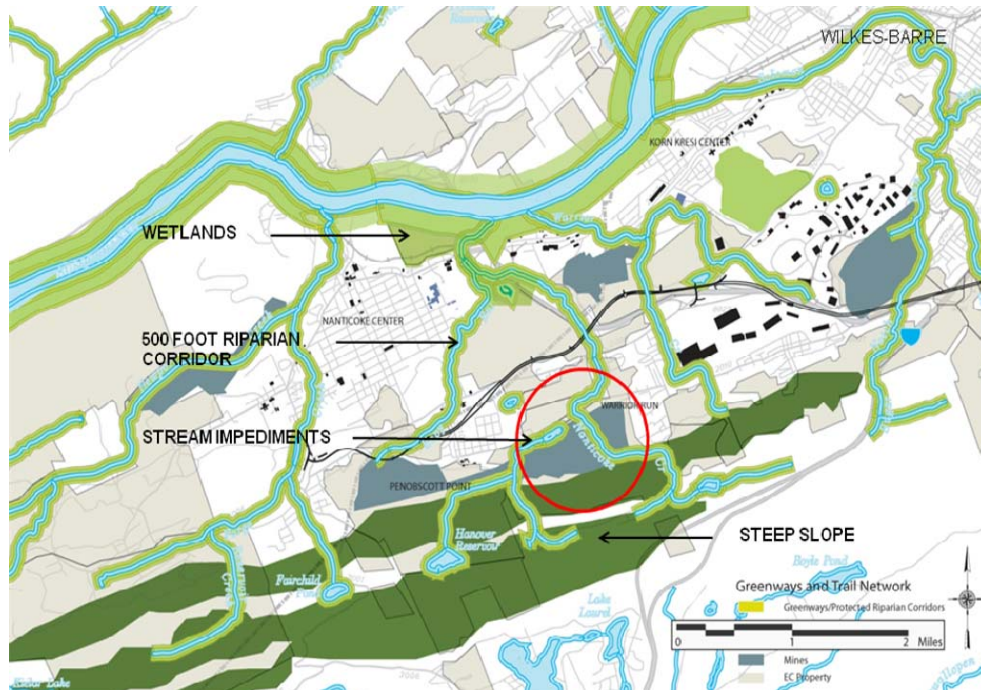 WILKES-BARRE
KORN KRESI CENTER
WETLANDS
NANTICOKE CENTER
500 FOOT RIPARIAN
CORRIDOR
WARRIOR RUN
STREAM IMPEDIMENTS
Nanticoke
Cr
PENOBSCOTT POINT
STEEP SLOPE
Hanover
Reservoir
Fairchild
Pond
Boyle Pond
Lake
Laurel
Greenways and Trail Network
Greenways/Protected Riparian Corridors
0 1 2 Miles
Mines
EC Property